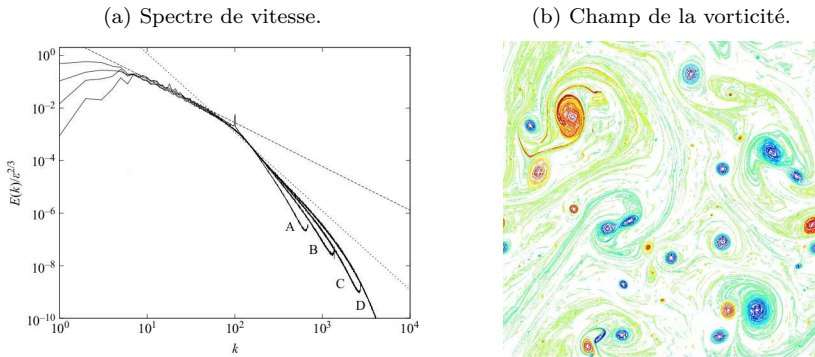 (a) Spectre de vitesse.
(b) Champ de la vorticité.
10^0
10^{-2}
10^{-4}
10^{-6}
10^{-8}
10^{-10}
E(k)/ε^{2/3}
A
B
C
D
10^0
10^1
10^2
10^3
10^4
k